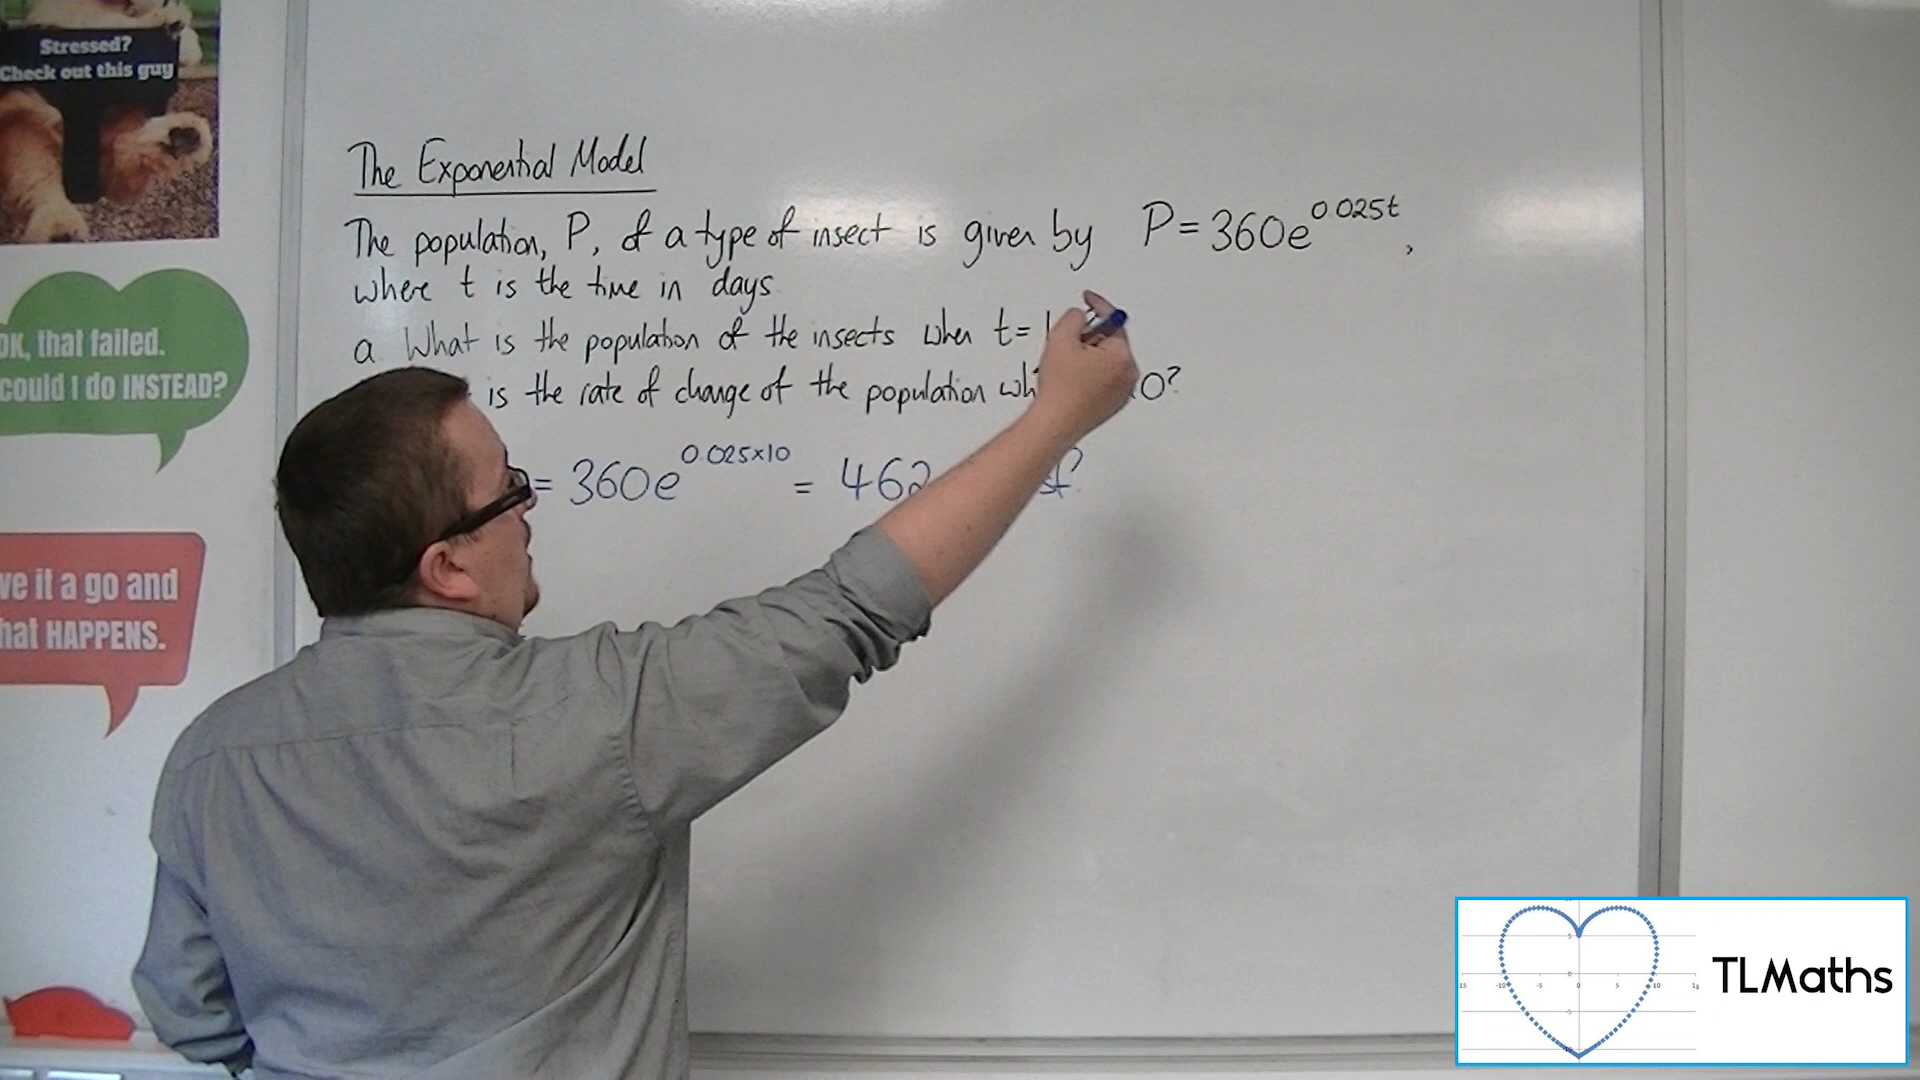 Stressed?
Check out this guy
OK, that failed.
could I do INSTEAD?
ve it a go and
hat HAPPENS.
The Exponential Model
The population, P, of a type of insect is given by P = 360e^0.025t,
where t is the time in days.
a. What is the population of the insects when t =
is the rate of change of the population 0?
= 360e^0.025×10 = 462 sf
TLMaths